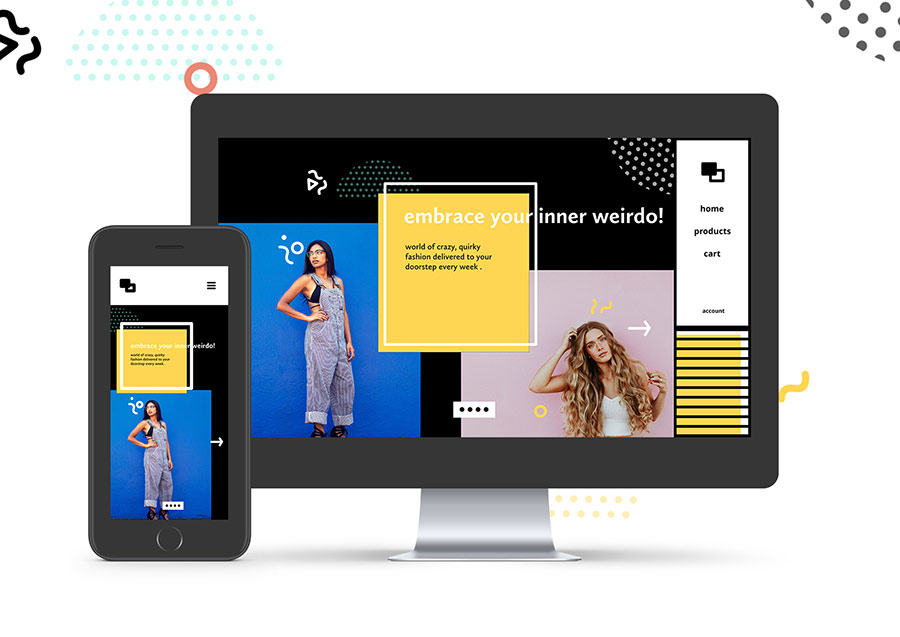 embrace your inner weirdo!
world of crazy, quirky
fashion delivered to your
doorstep every week .
home
products
cart
account
embrace your inner weirdo!
world of crazy, quirky
fashion delivered to your
doorstep every week .